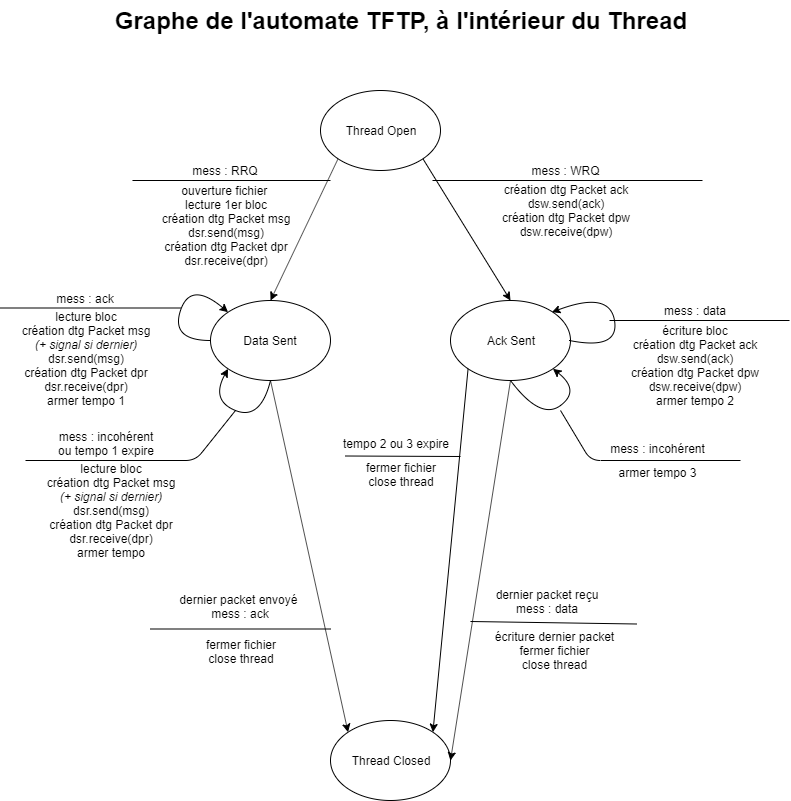 Graphe de l'automate TFTP, à l'intérieur du Thread
Thread Open
mess : RRQ
ouverture fichier
lecture 1er bloc
création dtg Packet msg
dsr.send(msg)
création dtg Packet dpr
dsr.receive(dpr)
mess : WRQ
création dtg Packet ack
dsw.send(ack)
création dtg Packet dpw
dsw.receive(dpw)
mess : ack
lecture bloc
création dtg Packet msg
(+ signal si dernier)
dsr.send(msg)
création dtg Packet dpr
dsr.receive(dpr)
armer tempo 1
Data Sent
Ack Sent
mess : data
écriture bloc
création dtg Packet ack
dsw.send(ack)
création dtg Packet dpw
dsw.receive(dpw)
armer tempo 2
mess : incohérent
ou tempo 1 expire
lecture bloc
création dtg Packet msg
(+ signal si dernier)
dsr.send(msg)
création dtg Packet dpr
dsr.receive(dpr)
armer tempo
tempo 2 ou 3 expire
fermer fichier
close thread
mess : incohérent
armer tempo 3
dernier packet envoyé
mess : ack
fermer fichier
close thread
dernier packet reçu
mess : data
écriture dernier packet
fermer fichier
close thread
Thread Closed